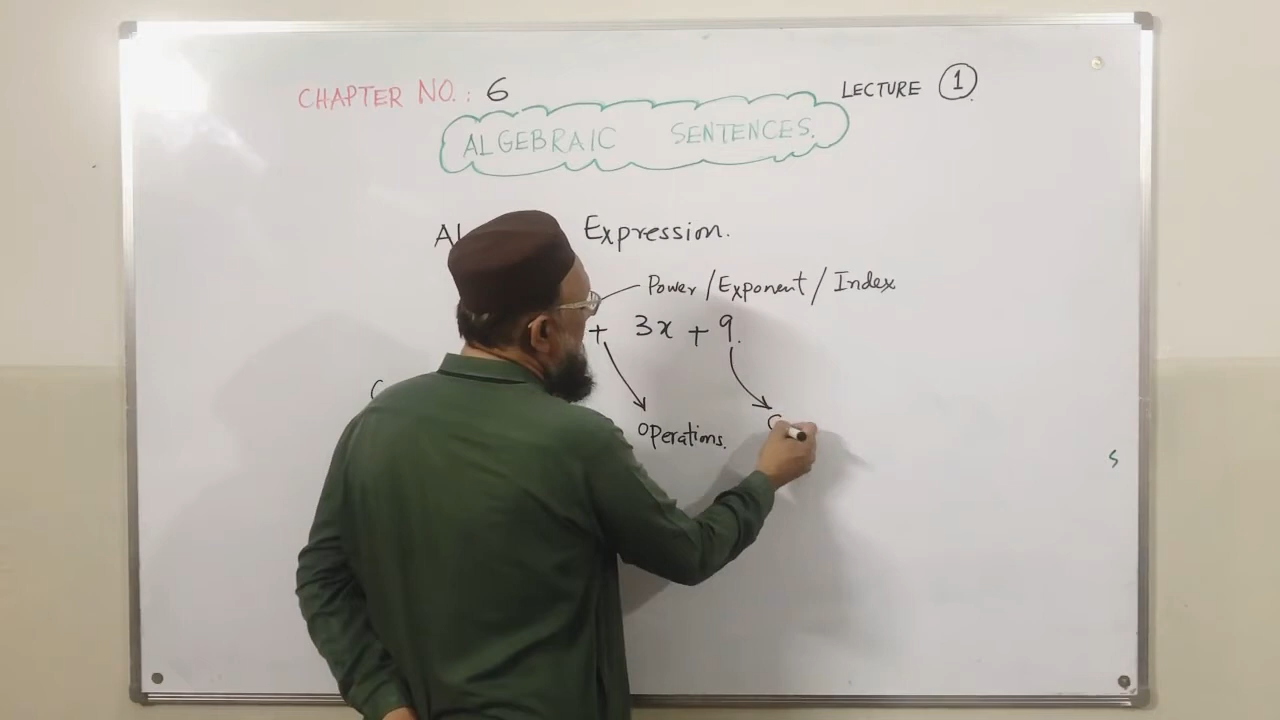 CHAPTER NO.: 6 LECTURE 1
ALGEBRAIC SENTENCES.
Expression.
Power/Exponent/Index
+ 3x + 9.
Operations.